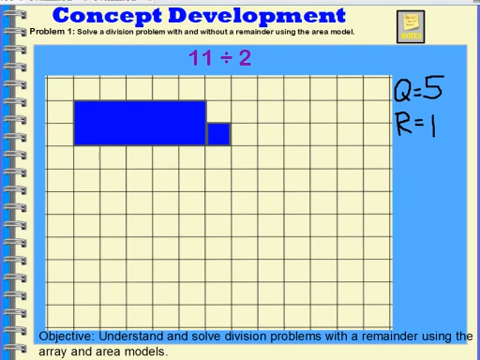 Concept Development
Problem 1: Solve a division problem with and without a remainder using the area model.
11 ÷ 2
Q=5
R=1
Objective: Understand and solve division problems with a remainder using the
array and area models.